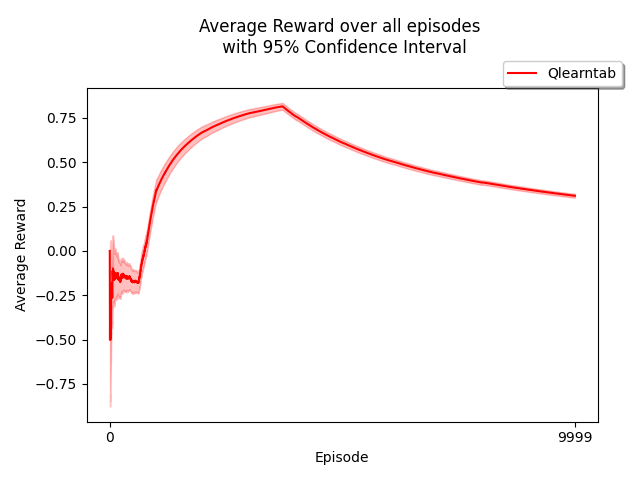 Average Reward over all episodes
with 95% Confidence Interval
Qlearntab
Average Reward
0.75
0.50
0.25
0.00
−0.25
−0.50
−0.75
0
9999
Episode